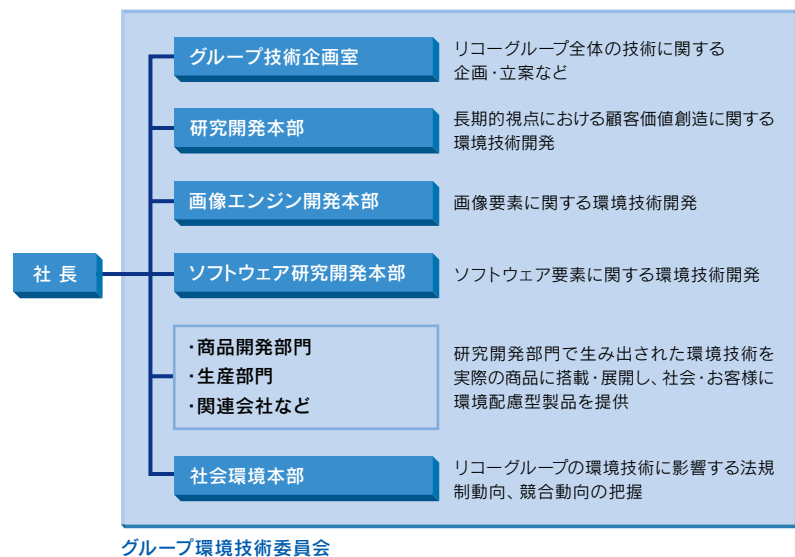 グループ技術企画室
リコーグループ全体の技術に関する
企画・立案など
研究開発本部
長期的視点における顧客価値創造に関する
環境技術開発
画像エンジン開発本部
画像要素に関する環境技術開発
社 長
ソフトウェア研究開発本部
ソフトウェア要素に関する環境技術開発
・商品開発部門
・生産部門
・関連会社など
研究開発部門で生み出された環境技術を
実際の商品に搭載・展開し、社会・お客様に
環境配慮型製品を提供
社会環境本部
リコーグループの環境技術に影響する法規
制動向、競合動向の把握
グループ環境技術委員会